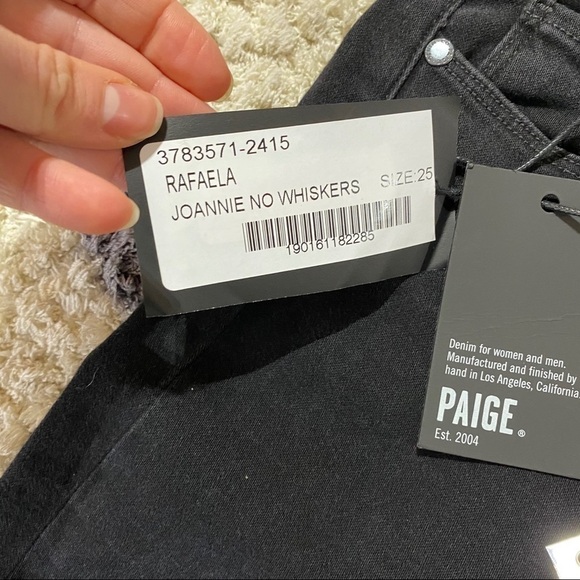 3783571-2415
RAFAELA
JOANNIE NO WHISKERS SIZE:25
190161182285
Denim for women and men.
Manufactured and finished by
hand in Los Angeles, California.
PAIGE®
Est. 2004